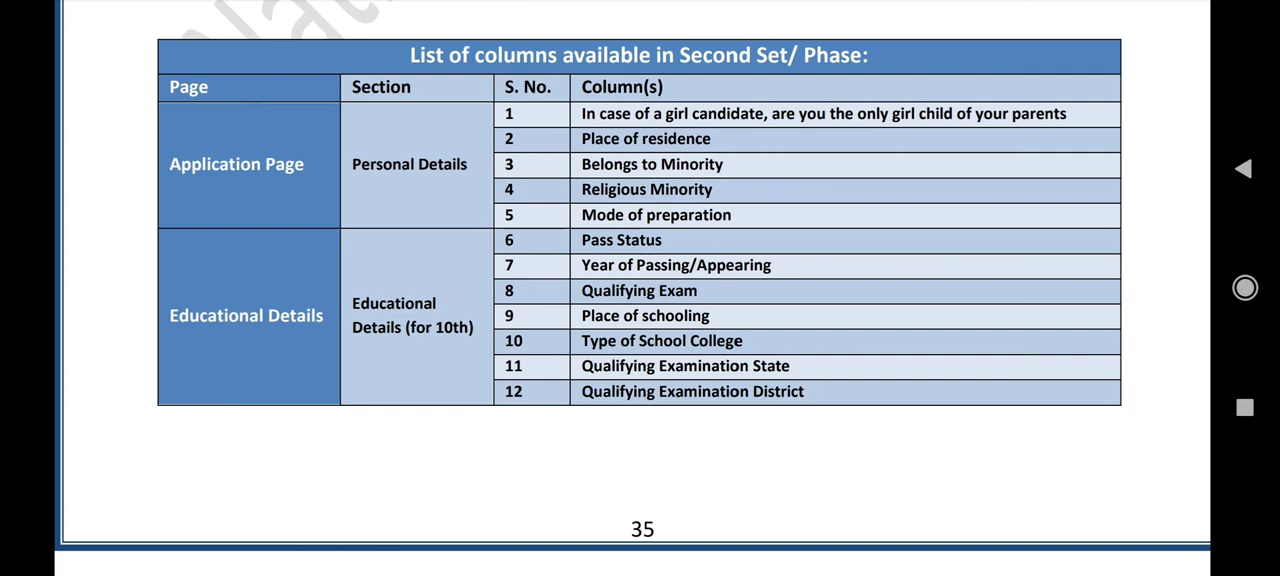 List of columns available in Second Set/ Phase:
Page Section S. No. Column(s)
Application Page Personal Details 1 In case of a girl candidate, are you the only girl child of your parents
2 Place of residence
3 Belongs to Minority
4 Religious Minority
5 Mode of preparation
Educational Details Educational Details (for 10th) 6 Pass Status
7 Year of Passing/Appearing
8 Qualifying Exam
9 Place of schooling
10 Type of School College
11 Qualifying Examination State
12 Qualifying Examination District
35